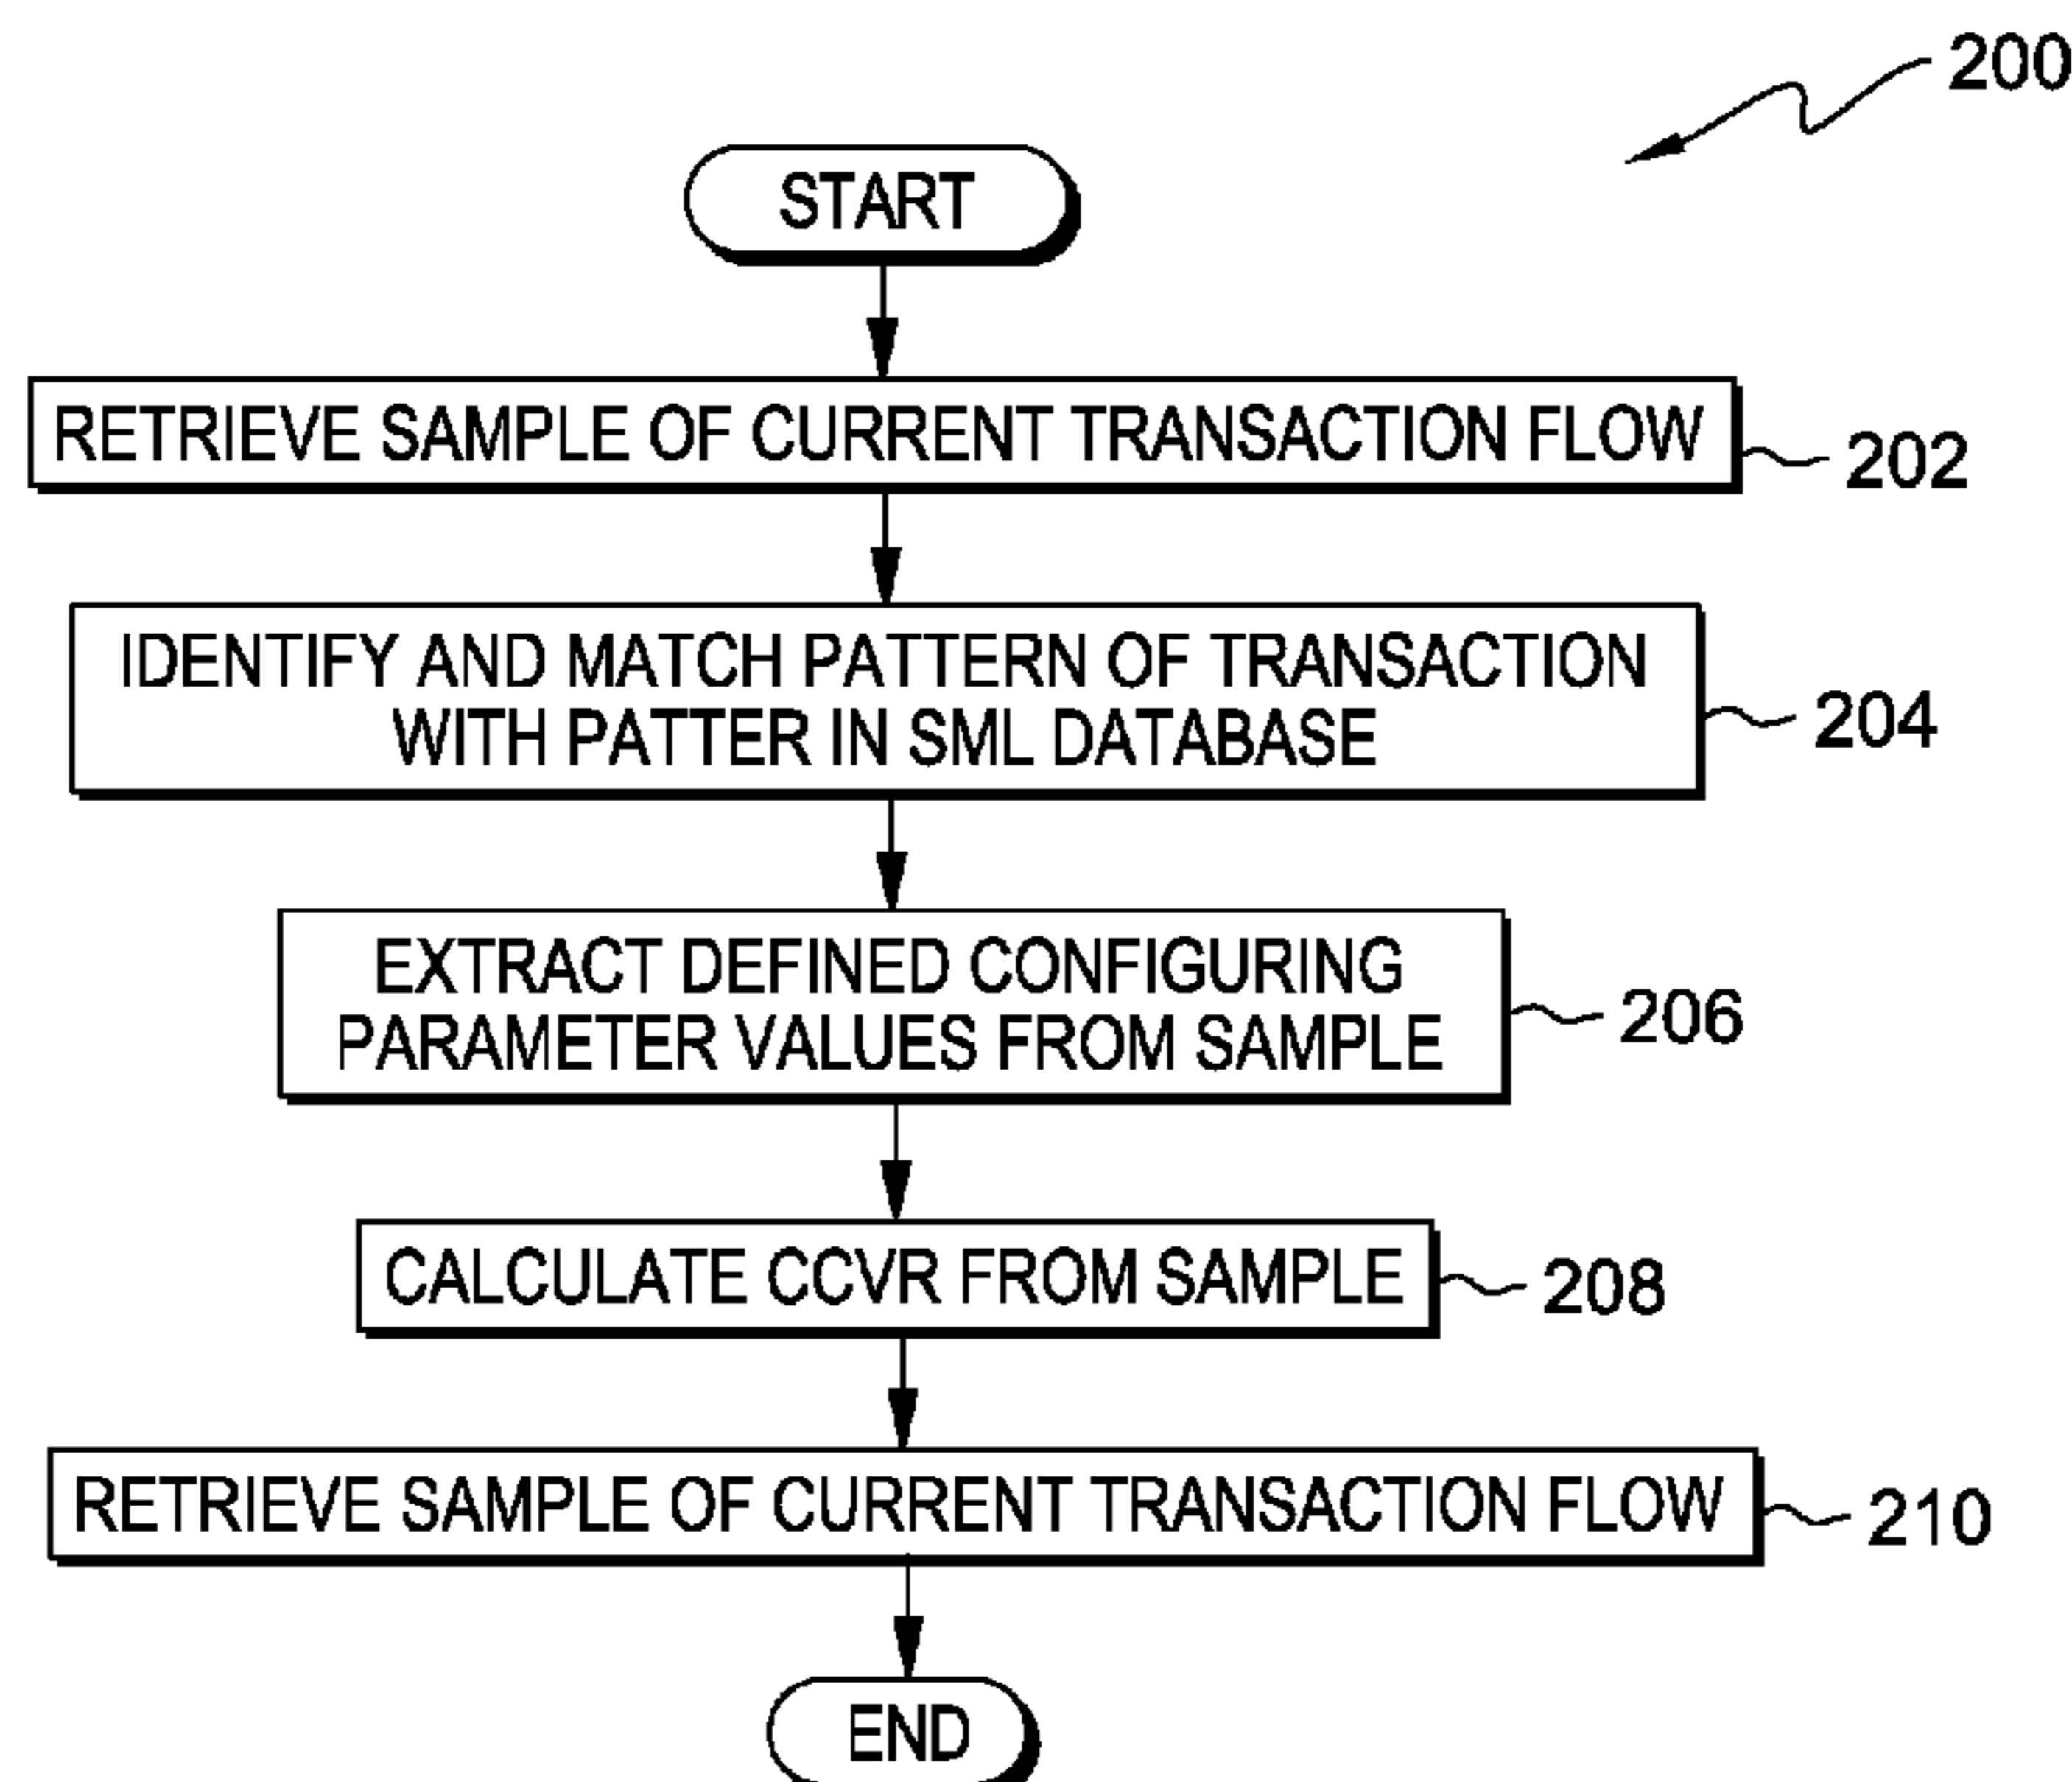 200
START
RETRIEVE SAMPLE OF CURRENT TRANSACTION FLOW
202
IDENTIFY AND MATCH PATTERN OF TRANSACTION
WITH PATTER IN SML DATABASE
204
EXTRACT DEFINED CONFIGURING
PARAMETER VALUES FROM SAMPLE
206
CALCULATE CCVR FROM SAMPLE
208
RETRIEVE SAMPLE OF CURRENT TRANSACTION FLOW
210
END